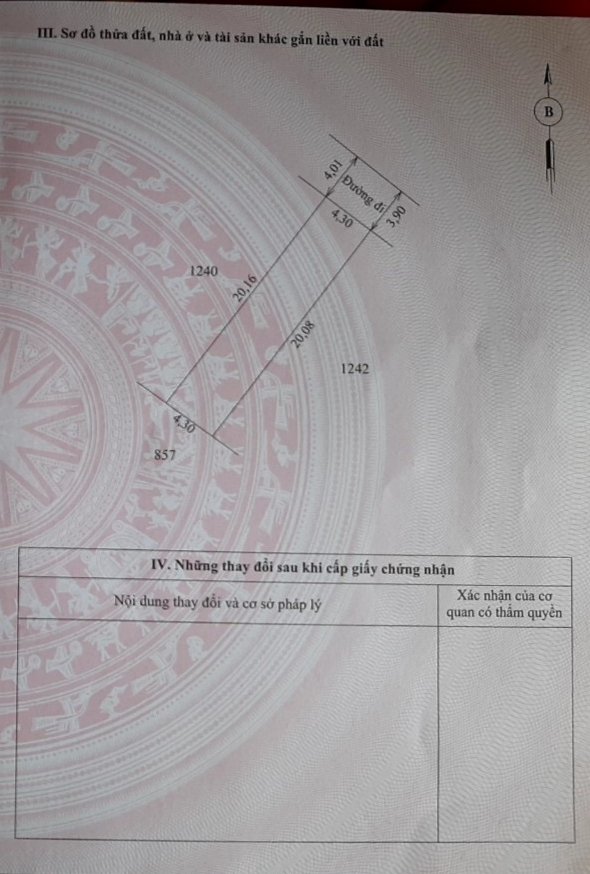 III. Sơ đồ thửa đất, nhà ở và tài sản khác gắn liền với đất
B
4,01
Đường đi
3,90
4,30
1240
20,16
20,08
1242
4,30
857
IV. Những thay đổi sau khi cấp giấy chứng nhận
Nội dung thay đổi và cơ sở pháp lý
Xác nhận của cơ
quan có thẩm quyền